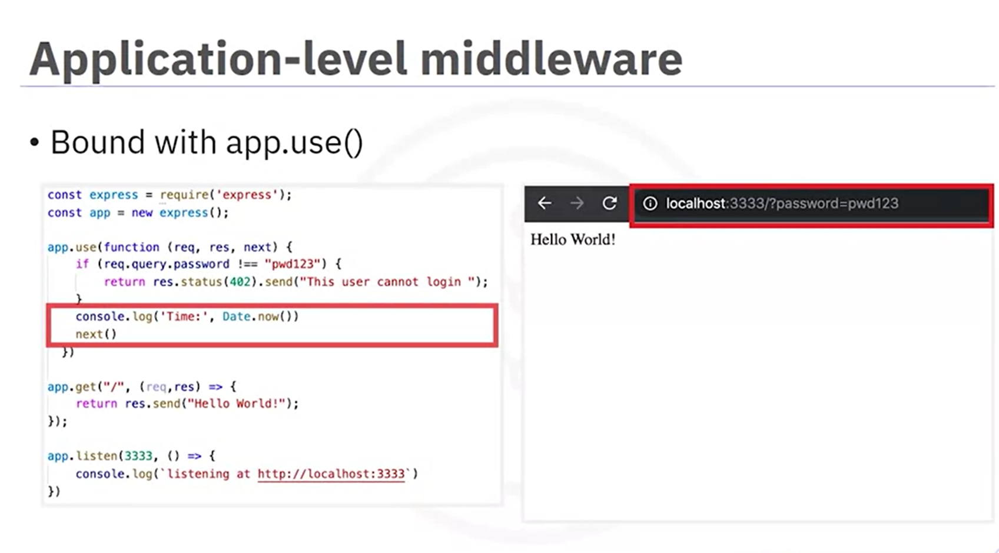 Application-level middleware
• Bound with app.use()
const express = require('express');
const app = new express();
app.use(function (req, res, next) {
    if (req.query.password !== "pwd123") {
        return res.status(402).send("This user cannot login ");
    }
    console.log('Time:', Date.now())
    next()
  })
app.get("/", (req,res) => {
    return res.send("Hello World!");
});
app.listen(3333, () => {
    console.log(`listening at http://localhost:3333`)
})
localhost:3333/?password=pwd123
Hello World!